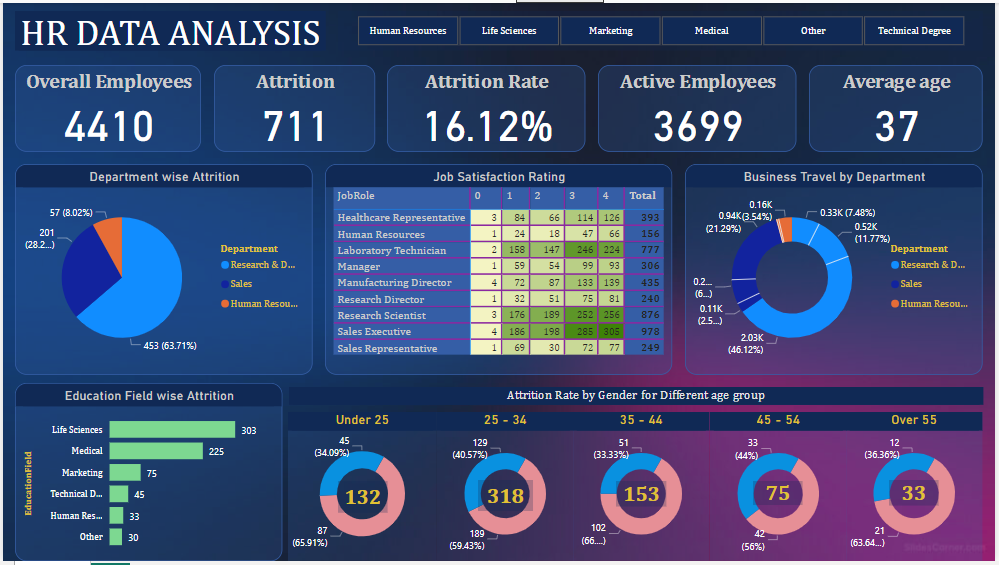 HR DATA ANALYSIS
Human Resources
Life Sciences
Marketing
Medical
Other
Technical Degree
Overall Employees
4410
Attrition
711
Attrition Rate
16.12%
Active Employees
3699
Average age
37
Department wise Attrition
57 (8.02%)
201
(28.2...)
453 (63.71%)
Department
Research & D...
Sales
Human Resou...
Job Satisfaction Rating
JobRole 0 1 2 3 4 Total
Healthcare Representative 3 84 66 114 126 393
Human Resources 1 24 18 47 66 156
Laboratory Technician 2 158 147 246 224 777
Manager 1 59 54 99 93 306
Manufacturing Director 4 72 87 133 139 435
Research Director 1 32 51 75 81 240
Research Scientist 3 176 189 252 256 876
Sales Executive 4 186 198 285 305 978
Sales Representative 1 69 30 72 77 249
Business Travel by Department
0.16K
(3.54%)
0.94K
(21.29%)
0.33K (7.48%)
0.52K
(11.77%)
0.2...
(6...)
0.11K
(2.5...)
2.03K
(46.12%)
Department
Research & D...
Sales
Human Resou...
Education Field wise Attrition
EducationField
Life Sciences 303
Medical 225
Marketing 75
Technical D... 45
Human Res... 33
Other 30
Attrition Rate by Gender for Different age group
Under 25
45
(34.09%)
132
87
(65.91%)
25 - 34
129
(40.57%)
318
189
(59.43%)
35 - 44
51
(33.33%)
153
102
(66....)
45 - 54
33
(44%)
75
42
(56%)
Over 55
12
(36.36%)
33
21
(63.64...)